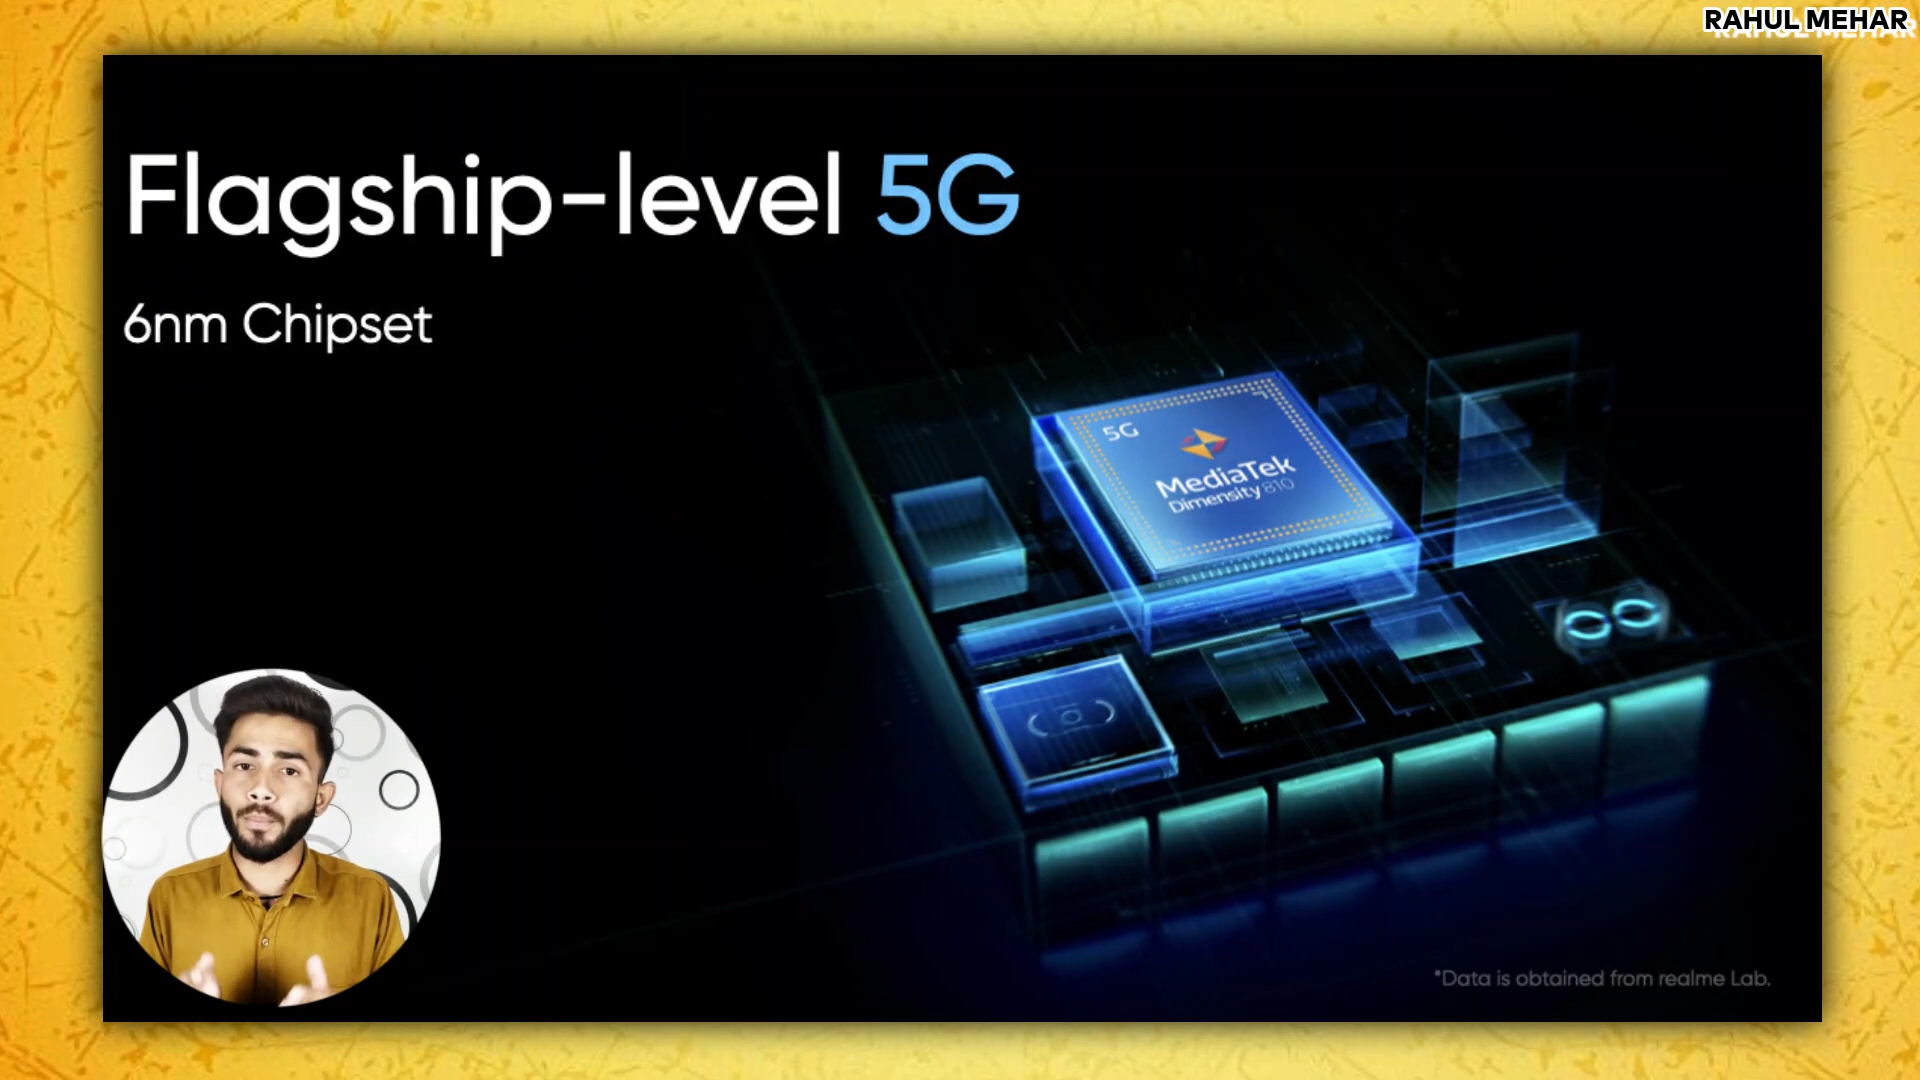 RAHUL MEHAR
Flagship-level 5G
6nm Chipset
5G
MediaTek
Dimensity 810
*Data is obtained from realme Lab.